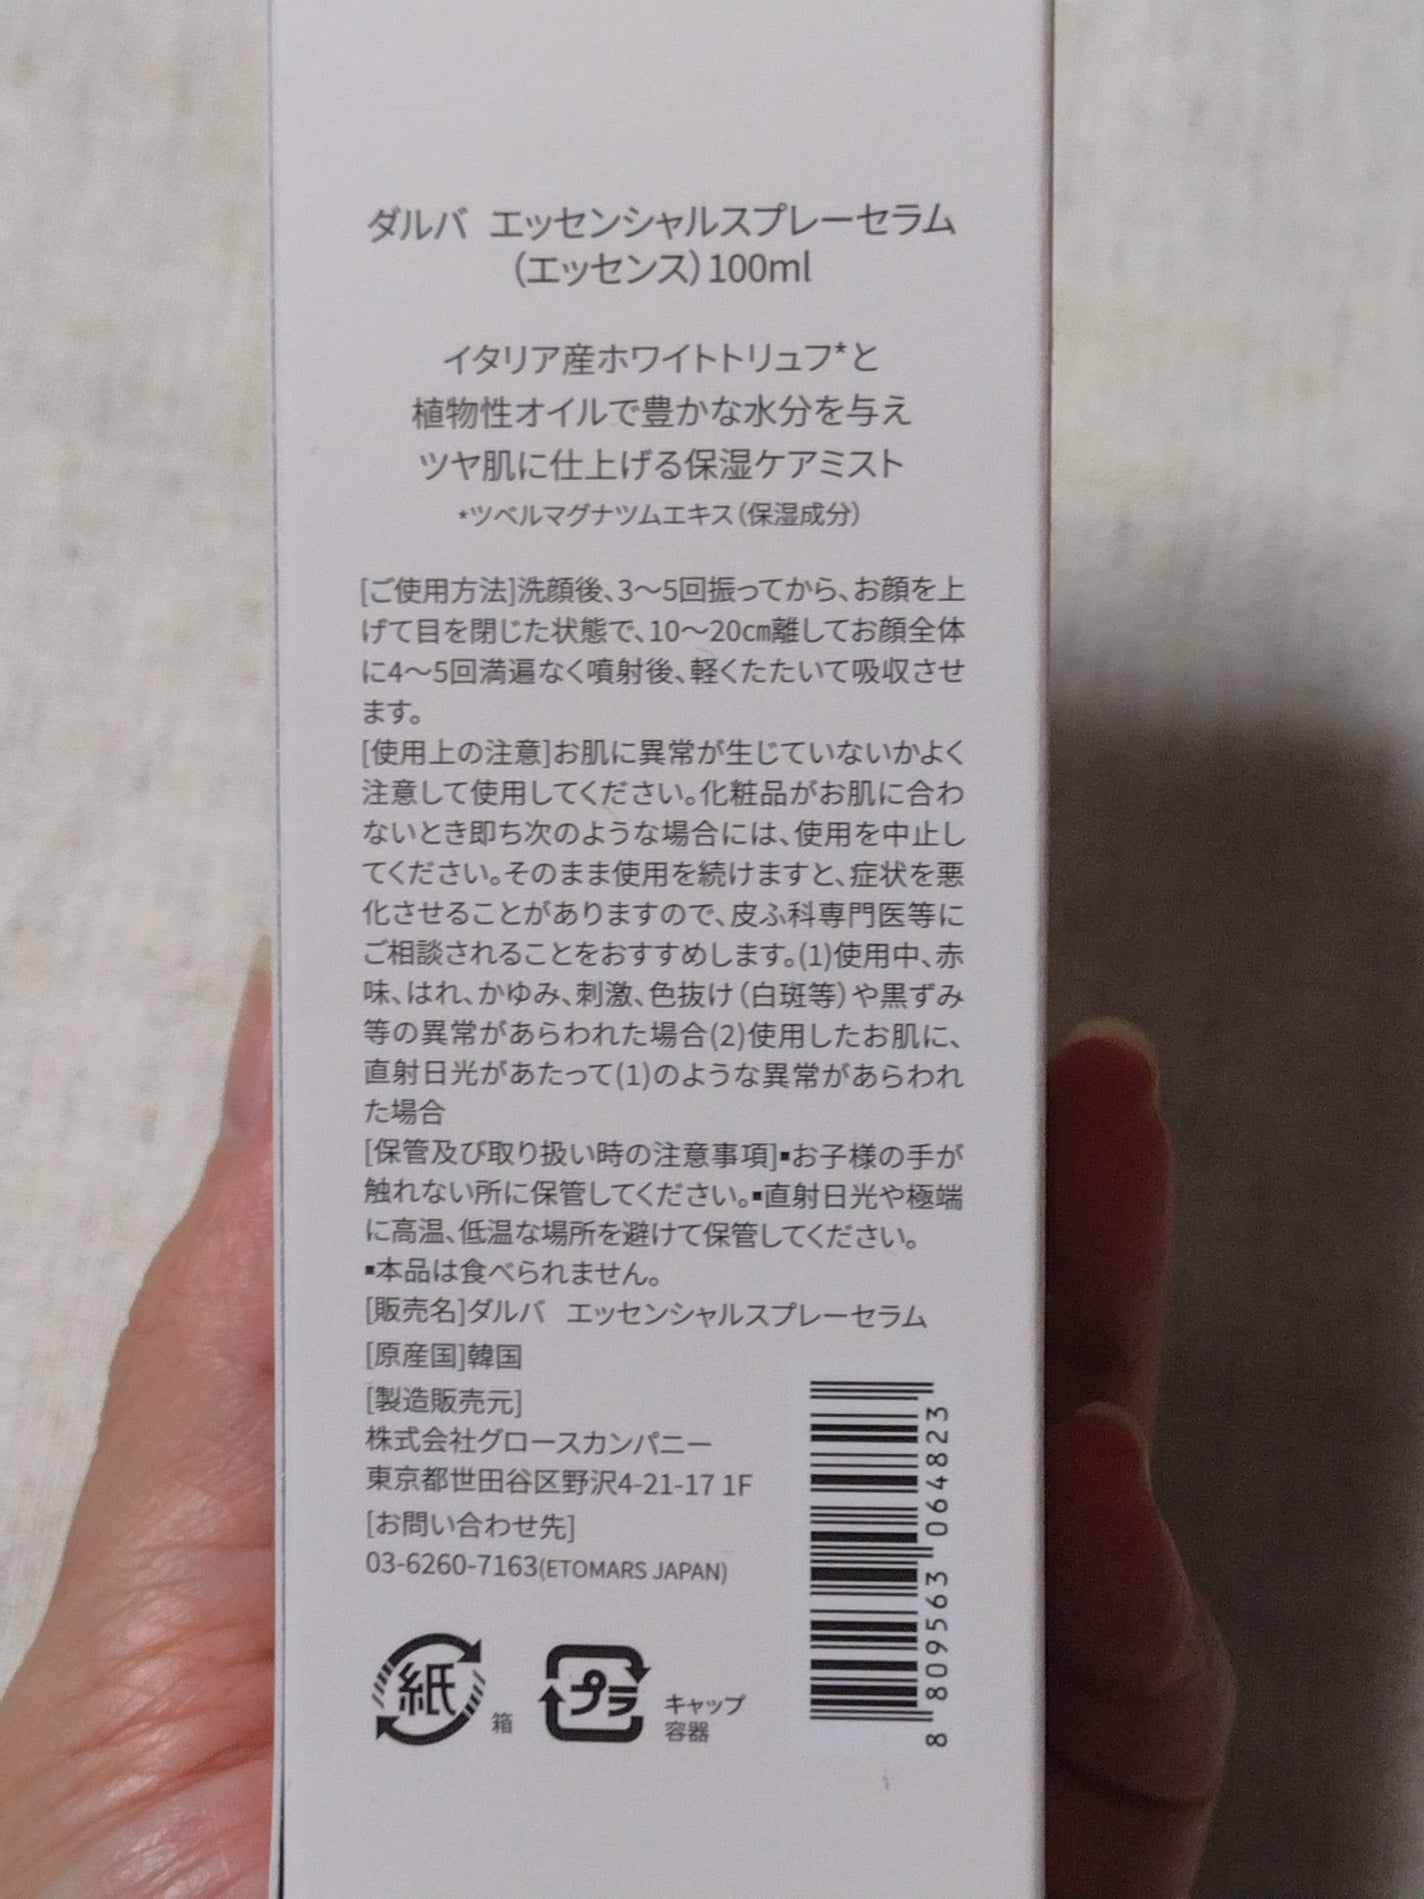 ダルバ エッセンシャルスプレーセラム
（エッセンス）100ml
イタリア産ホワイトトリュフ*と
植物性オイルで豊かな水分を与え
ツヤ肌に仕上げる保湿ケアミスト
*ツベルマグナツムエキス（保湿成分）
[ご使用方法]洗顔後、3〜5回振ってから、お顔を上
げて目を閉じた状態で、10〜20㎝離してお顔全体
に4〜5回満遍なく噴射後、軽くたたいて吸収させ
ます。
[使用上の注意]お肌に異常が生じていないかよく
注意して使用してください。化粧品がお肌に合わ
ないとき即ち次のような場合には、使用を中止し
てください。そのまま使用を続けますと、症状を悪
化させることがありますので、皮ふ科専門医等に
ご相談されることをおすすめします。(1)使用中、赤
味、はれ、かゆみ、刺激、色抜け（白斑等）や黒ずみ
等の異常があらわれた場合(2)使用したお肌に、
直射日光があたって(1)のような異常があらわれ
た場合
[保管及び取り扱い時の注意事項]▪お子様の手が
触れない所に保管してください。▪直射日光や極端
に高温、低温な場所を避けて保管してください。
▪本品は食べられません。
[販売名]ダルバ エッセンシャルスプレーセラム
[原産国]韓国
[製造販売元]
株式会社グロースカンパニー
東京都世田谷区野沢4-21-17 1F
[お問い合わせ先]
03-6260-7163(ETOMARS JAPAN)
紙 箱
プラ キャップ
容器
8 809563 064823